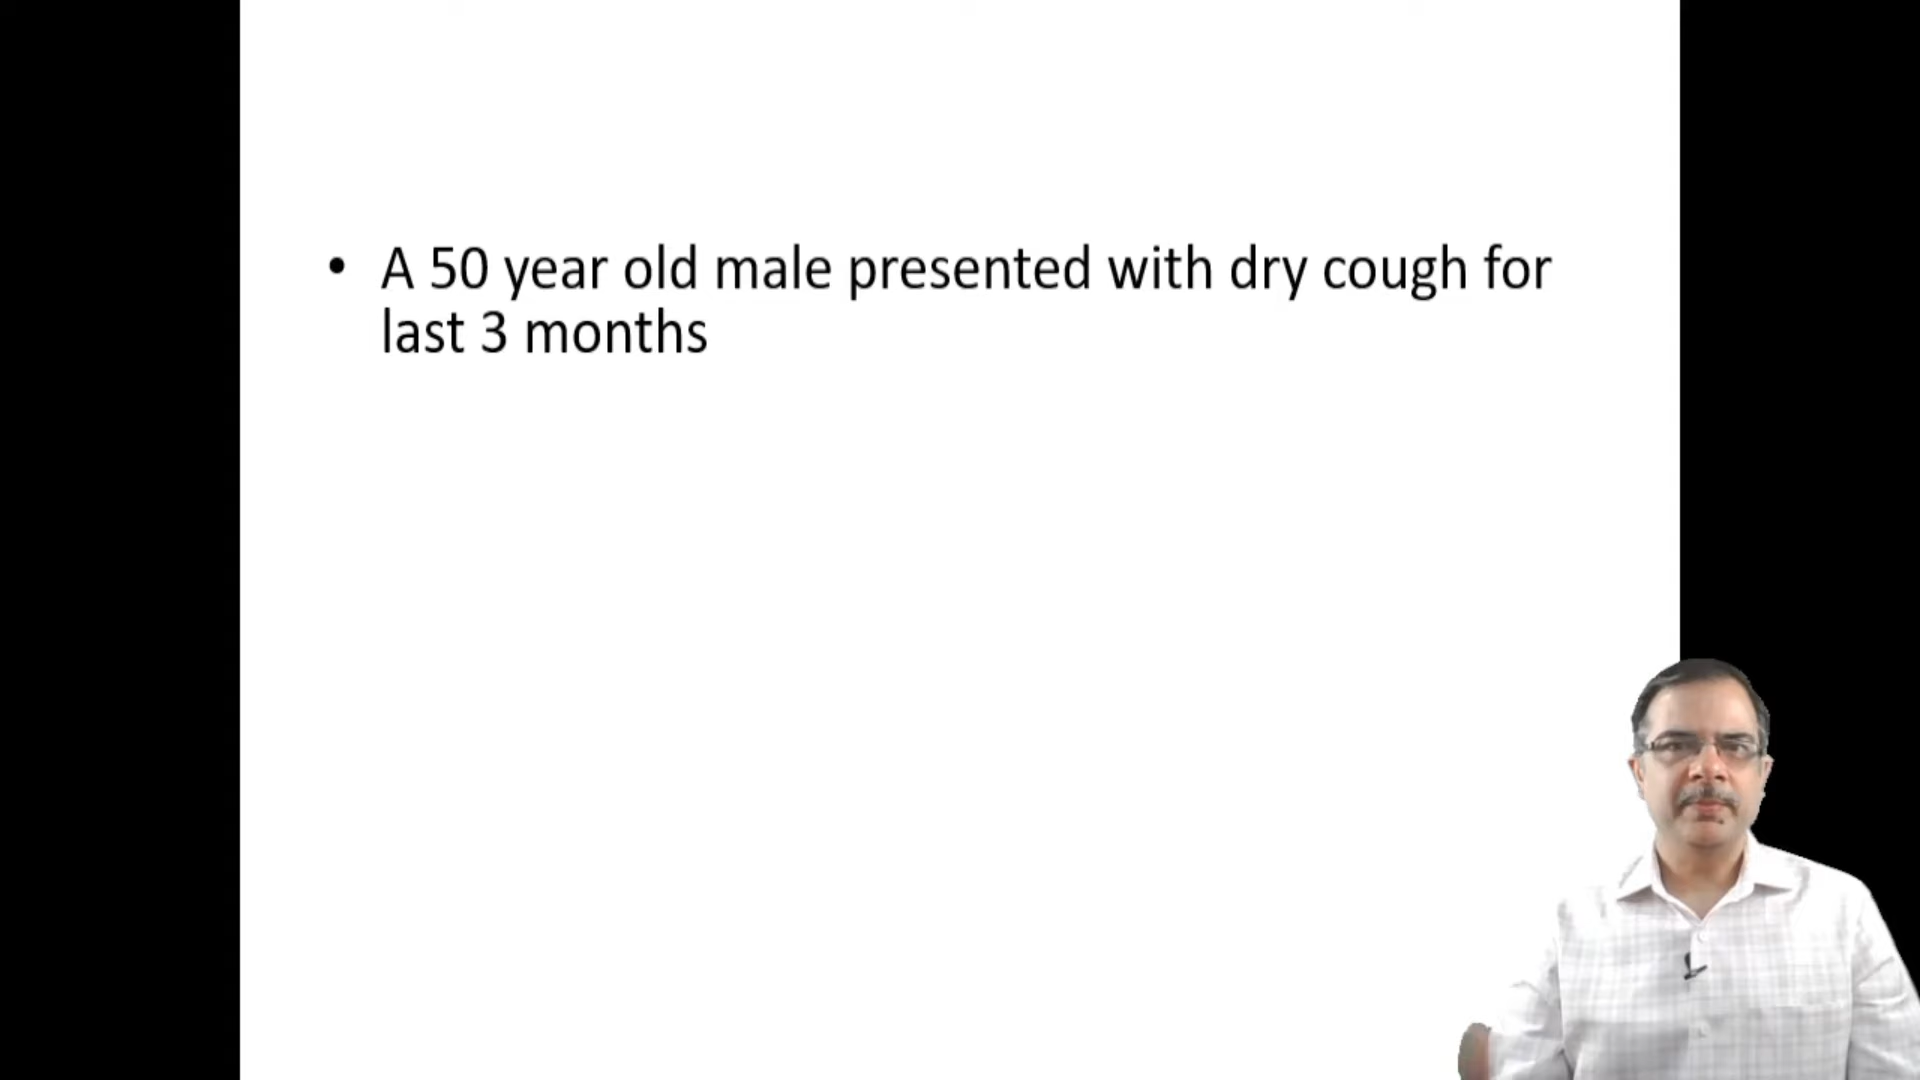 • A 50 year old male presented with dry cough for
last 3 months